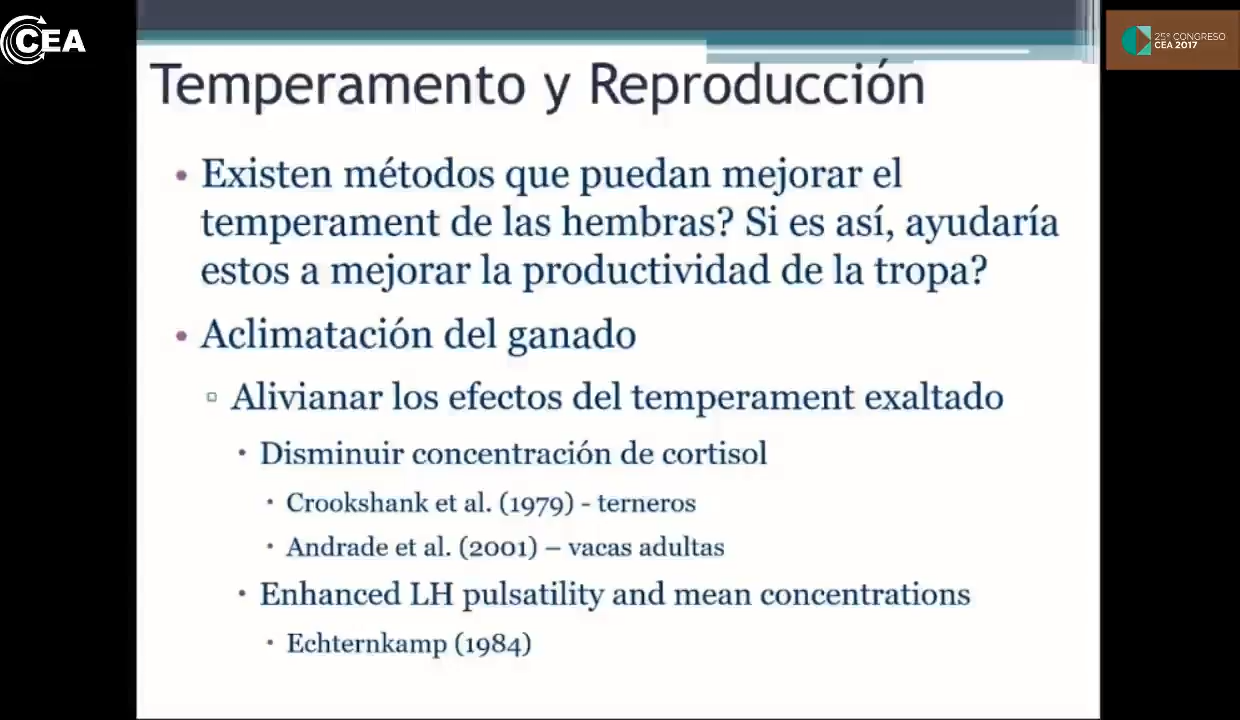 CEA
25º CONGRESO
CEA 2017
Temperamento y Reproducción
• Existen métodos que puedan mejorar el
temperament de las hembras? Si es así, ayudaría
estos a mejorar la productividad de la tropa?
• Aclimatación del ganado
▫ Alivianar los efectos del temperament exaltado
• Disminuir concentración de cortisol
• Crookshank et al. (1979) - terneros
• Andrade et al. (2001) – vacas adultas
• Enhanced LH pulsatility and mean concentrations
• Echternkamp (1984)